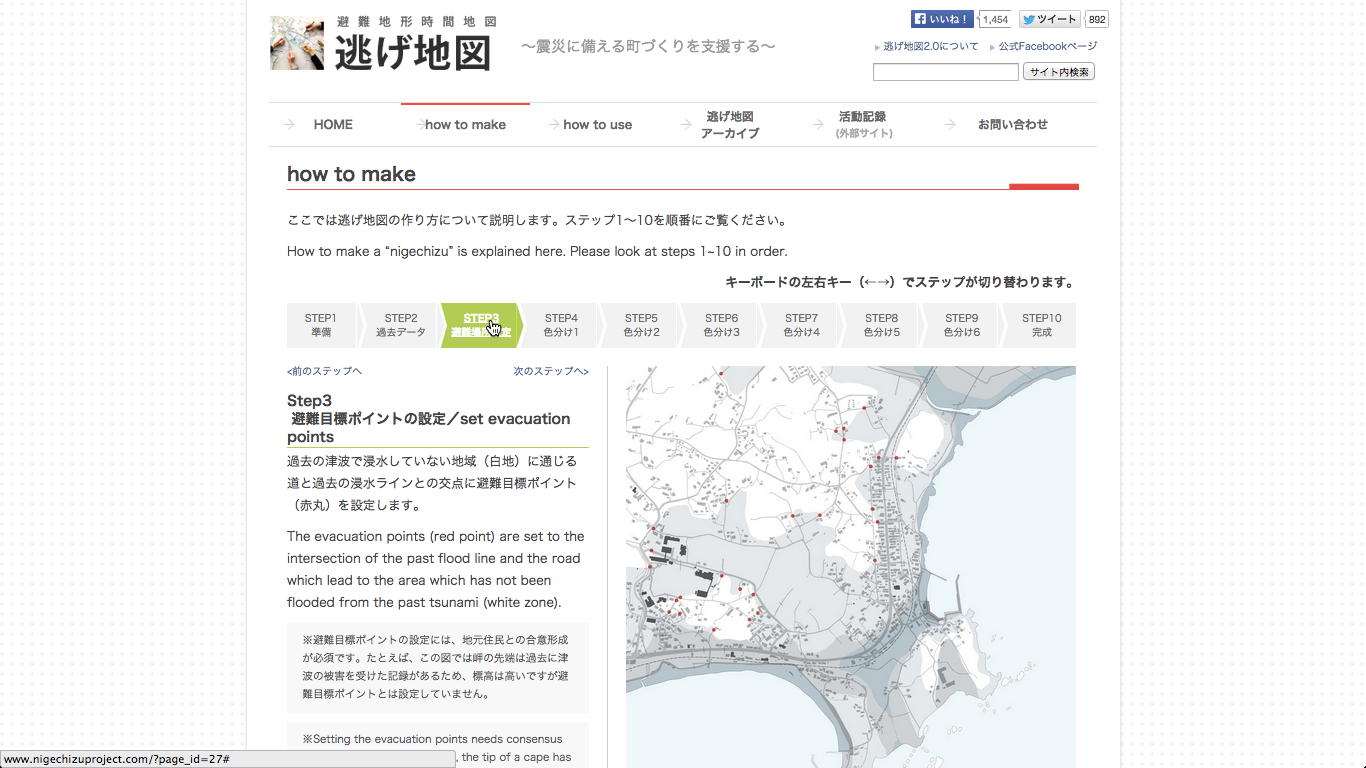 避難地形時間地図
逃げ地図
〜震災に備える町づくりを支援する〜
いいね！ 1,454 ツイート 892
逃げ地図2.0について 公式Facebookページ
サイト内検索
HOME
how to make
how to use
逃げ地図
アーカイブ
活動記録
(外部サイト)
お問い合わせ
how to make
ここでは逃げ地図の作り方について説明します。ステップ1〜10を順番にご覧ください。
How to make a “nigechizu” is explained here. Please look at steps 1~10 in order.
キーボードの左右キー（←→）でステップが切り替わります。
STEP1
準備
STEP2
過去データ
STEP3
避難場所設定
STEP4
色分け1
STEP5
色分け2
STEP6
色分け3
STEP7
色分け4
STEP8
色分け5
STEP9
色分け6
STEP10
完成
<前のステップへ 次のステップへ>
Step3
避難目標ポイントの設定／set evacuation
points
過去の津波で浸水していない地域（白地）に通じる
道と過去の浸水ラインとの交点に避難目標ポイント
（赤丸）を設定します。
The evacuation points (red point) are set to the
intersection of the past flood line and the road
which lead to the area which has not been
flooded from the past tsunami (white zone).
※避難目標ポイントの設定には、地元住民との合意形成
が必須です。たとえば、この図では岬の先端は過去に津
波の被害を受けた記録があるため、標高は高いですが避
難目標ポイントとは設定していません。
※Setting the evacuation points needs consensus
, the tip of a cape has
www.nigechizuproject.com/?page_id=27#